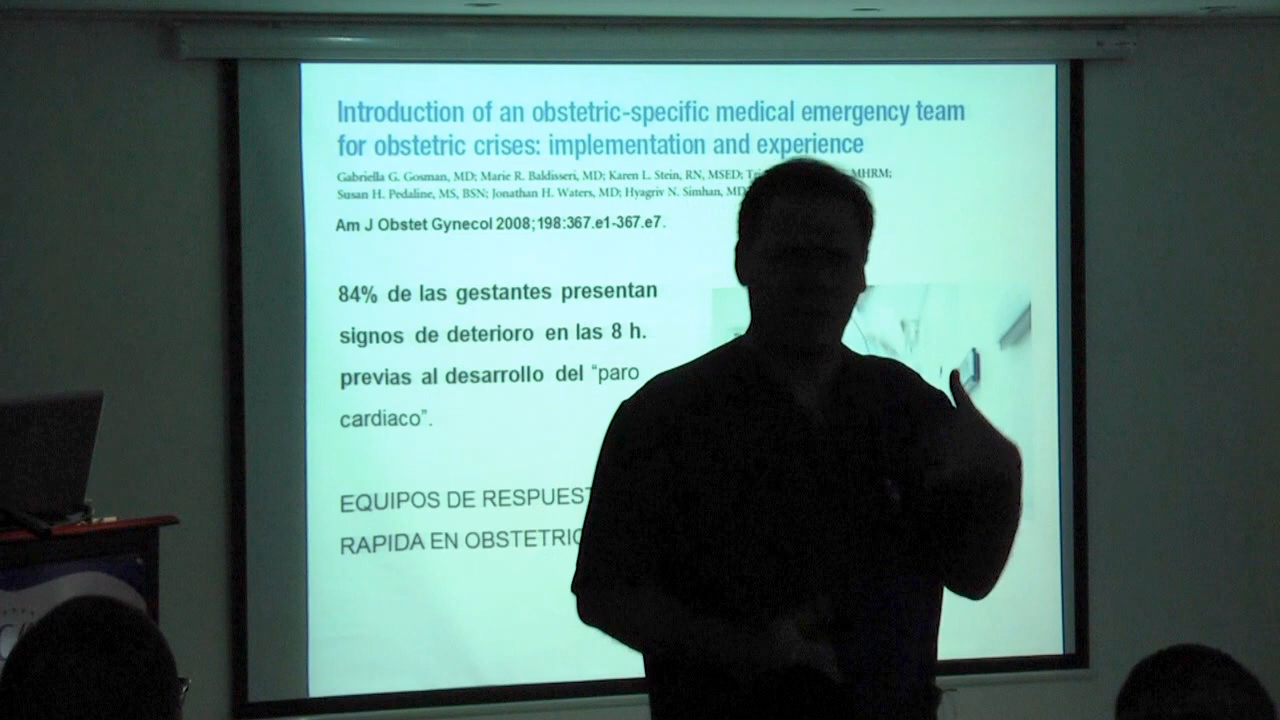 Introduction of an obstetric-specific medical emergency team
for obstetric crises: implementation and experience
Gabriella G. Gosman, MD; Marie R. Baldisseri, MD; Karen L. Stein, RN, MSED; MHRM;
Susan H. Pedaline, MS, BSN; Jonathan H. Waters, MD; Hyagriv N. Simhan, MD
Am J Obstet Gynecol 2008;198:367.e1-367.e7.
84% de las gestantes presentan
signos de deterioro en las 8 h.
previas al desarrollo del “paro
cardiaco”.
EQUIPOS DE RESPUEST
RAPIDA EN OBSTETRIC